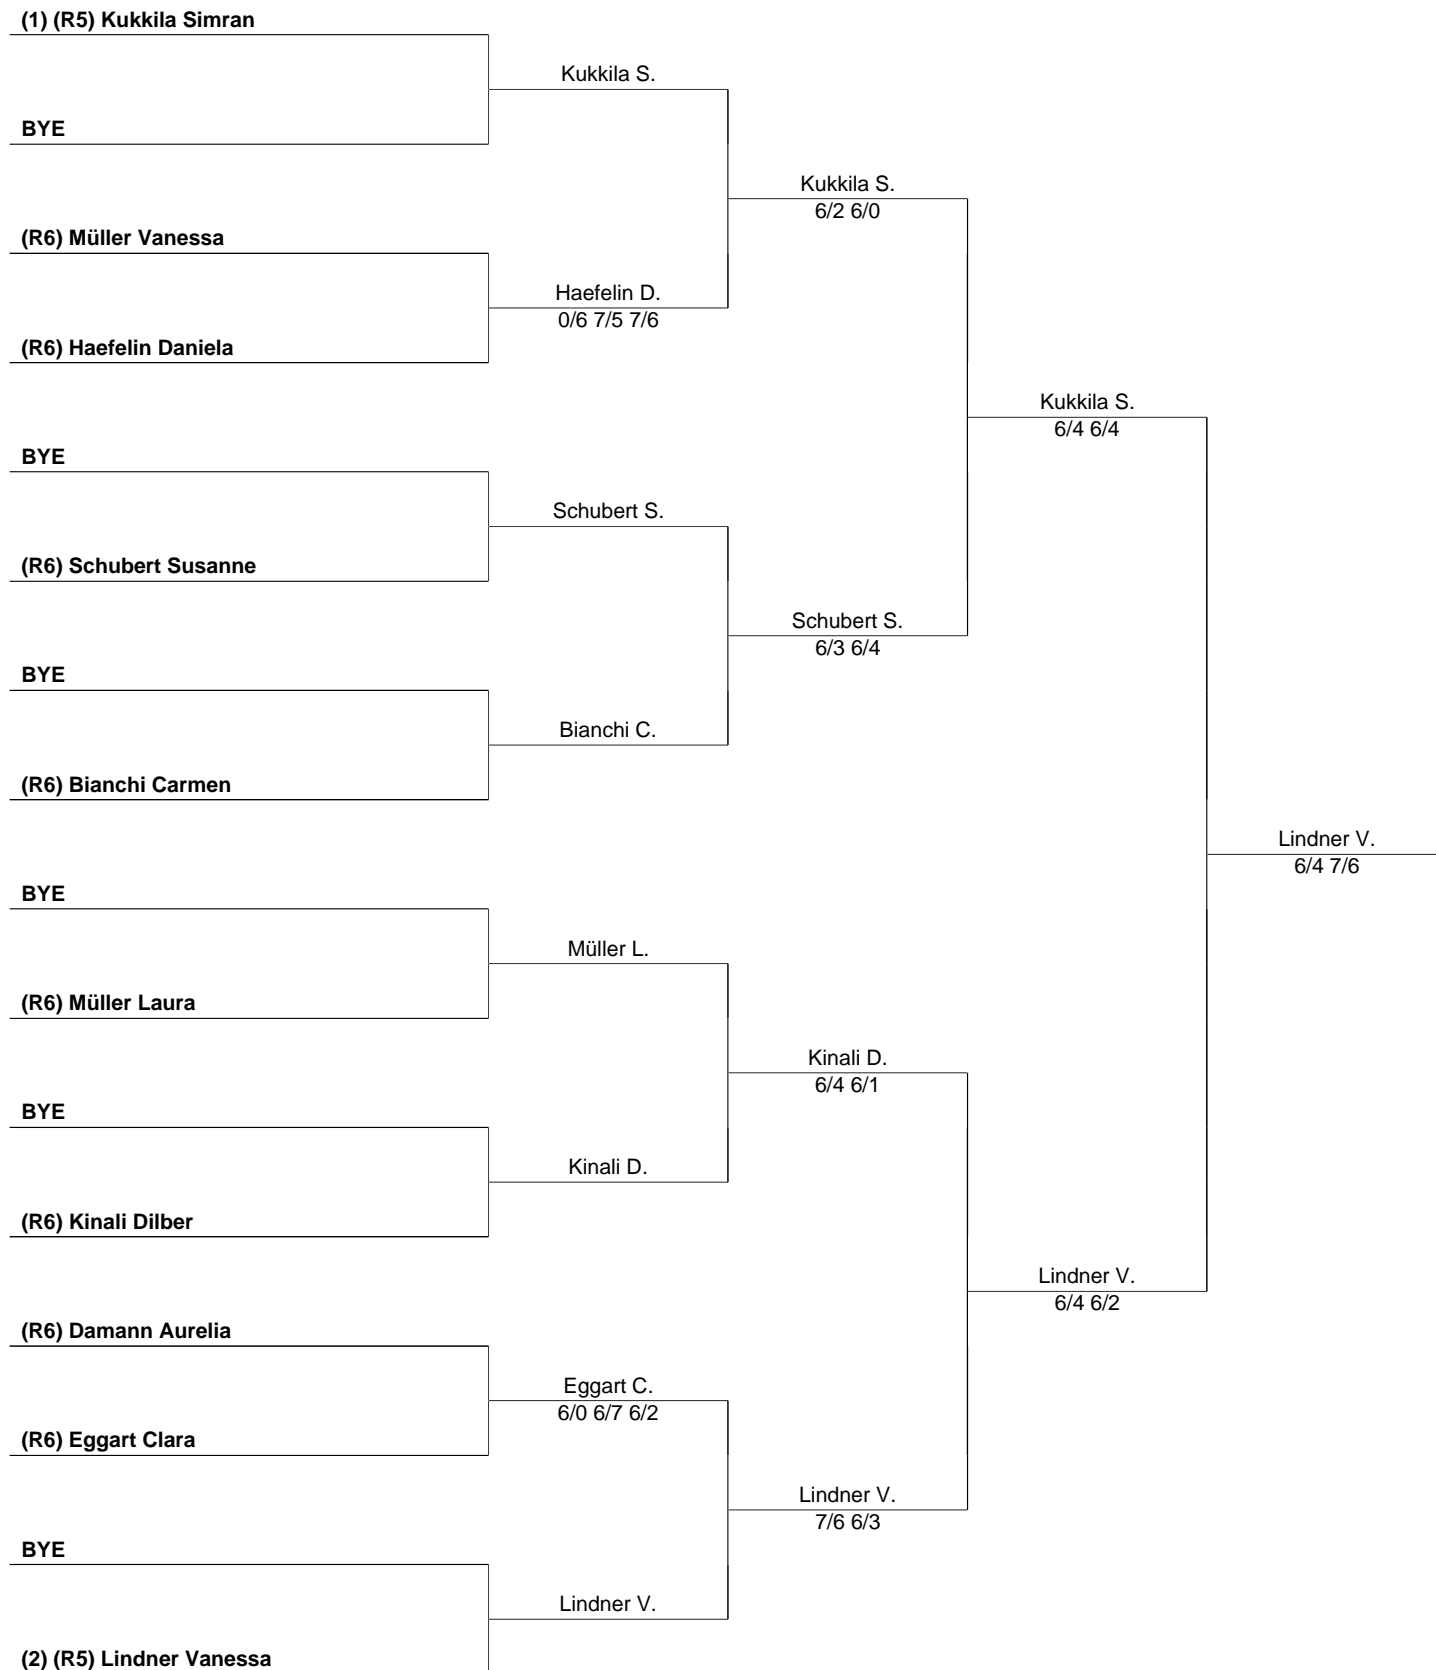 (1) (R5) Kukkila Simran
Kukkila S.
BYE
Kukkila S.
6/2 6/0
(R6) Müller Vanessa
Haefelin D.
0/6 7/5 7/6
(R6) Haefelin Daniela
Kukkila S.
6/4 6/4
BYE
Schubert S.
(R6) Schubert Susanne
Schubert S.
6/3 6/4
BYE
Bianchi C.
(R6) Bianchi Carmen
Lindner V.
6/4 7/6
BYE
Müller L.
(R6) Müller Laura
Kinali D.
6/4 6/1
BYE
Kinali D.
(R6) Kinali Dilber
Lindner V.
6/4 6/2
(R6) Damann Aurelia
Eggart C.
6/0 6/7 6/2
(R6) Eggart Clara
Lindner V.
7/6 6/3
BYE
Lindner V.
(2) (R5) Lindner Vanessa